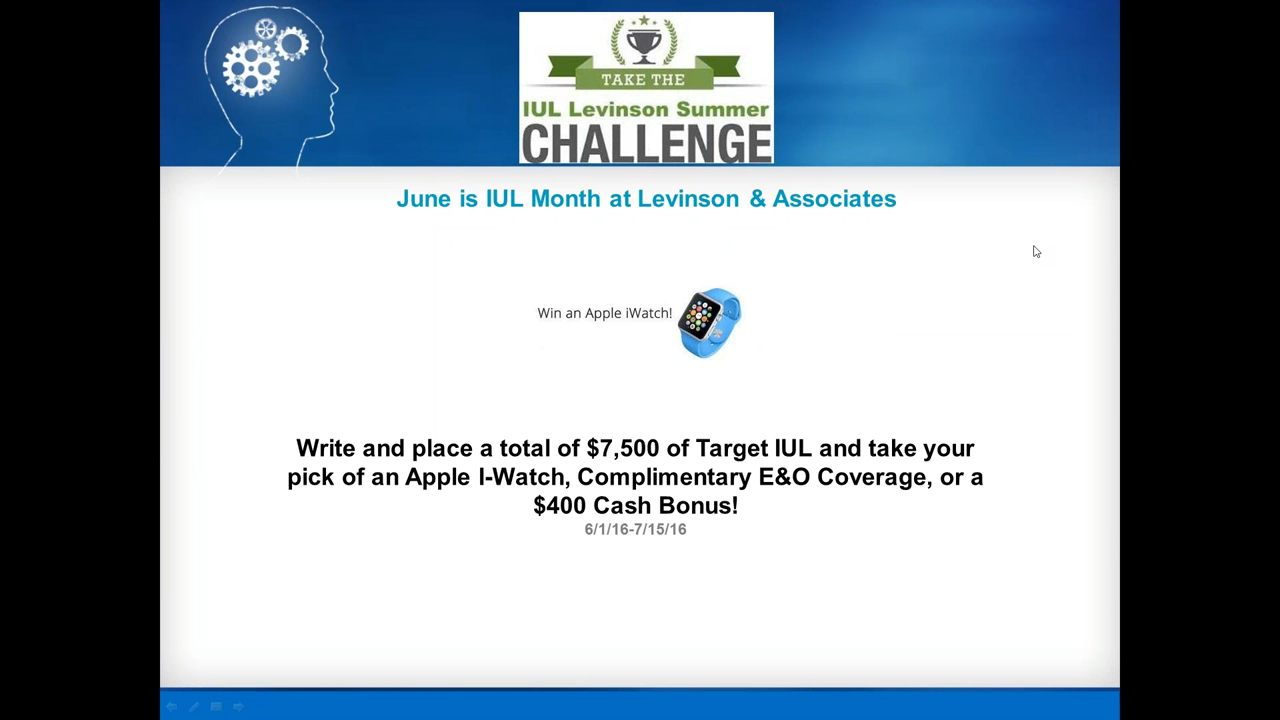 TAKE THE
IUL Levinson Summer
CHALLENGE
June is IUL Month at Levinson & Associates
Win an Apple iWatch!
Write and place a total of $7,500 of Target IUL and take your
pick of an Apple I-Watch, Complimentary E&O Coverage, or a
$400 Cash Bonus!
6/1/16-7/15/16